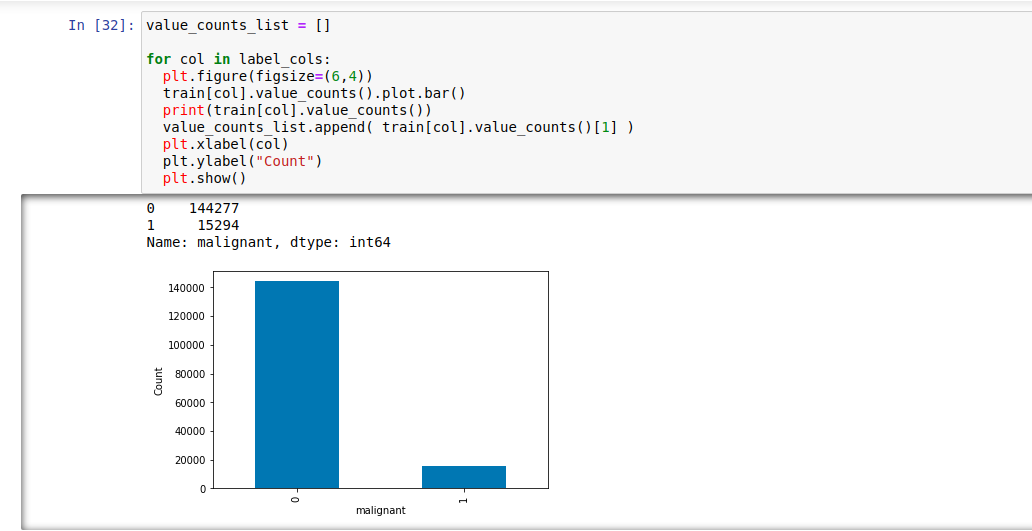 In [32]: value_counts_list = []
for col in label_cols:
  plt.figure(figsize=(6,4))
  train[col].value_counts().plot.bar()
  print(train[col].value_counts())
  value_counts_list.append( train[col].value_counts()[1] )
  plt.xlabel(col)
  plt.ylabel("Count")
  plt.show()
0    144277
1     15294
Name: malignant, dtype: int64
140000
120000
100000
80000
60000
40000
20000
0
Count
0 1
malignant